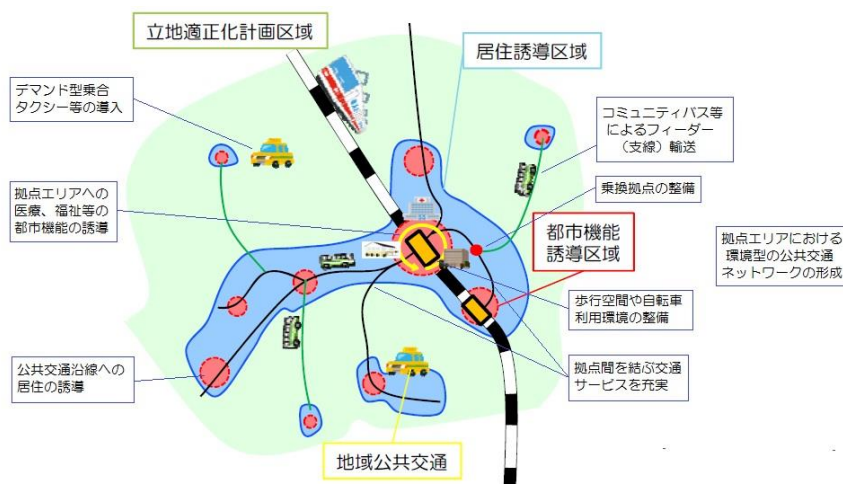 立地適正化計画区域
居住誘導区域
デマンド型乗合
タクシー等の導入
コミュニティバス等
によるフィーダー
(支線)輸送
拠点エリアへの
医療、福祉等の
都市機能の誘導
乗換拠点の整備
都市機能
誘導区域
拠点エリアにおける
環型の公共交通
ネットワークの形成
歩行空間や自転車
利用環境の整備
公共交通沿線への
居住の誘導
拠点間を結ぶ交通
サービスを充実
地域公共交通